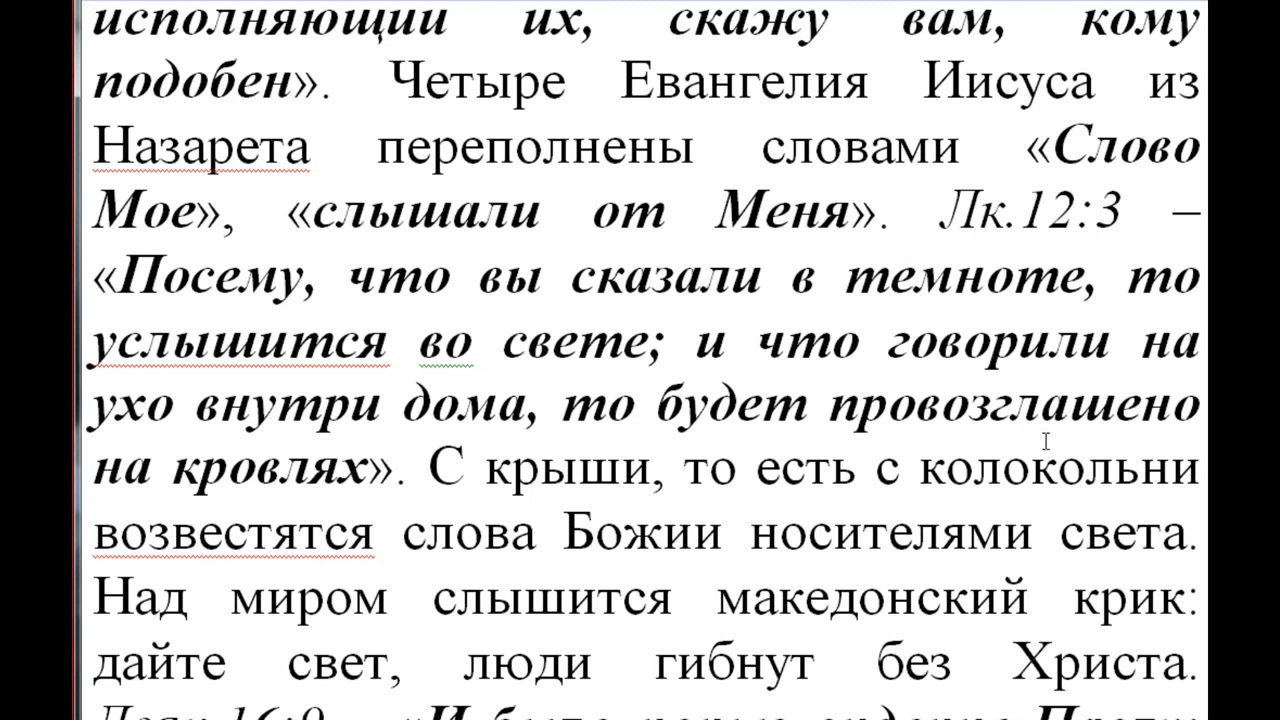 исполняющий их, скажу вам, кому
подобен». Четыре Евангелия Иисуса из
Назарета переполнены словами «Слово
Мое», «слышали от Меня». Лк.12:3 –
«Посему, что вы сказали в темноте, то
услышится во свете; и что говорили на
ухо внутри дома, то будет провозглашено
на кровлях». С крыши, то есть с колокольни
возвестятся слова Божии носителями света.
Над миром слышится македонский крик:
дайте свет, люди гибнут без Христа.